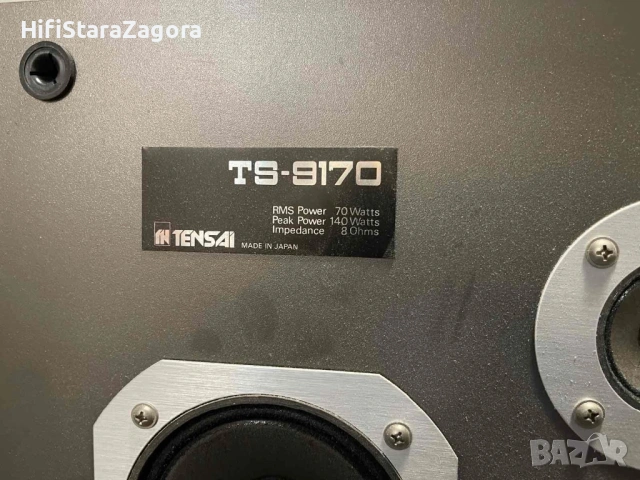 HifiStaraZagora
TS-9170
RMS Power 70 Watts
Peak Power 140 Watts
Impedance 8 Ohms
TENSAI MADE IN JAPAN
BAZAR